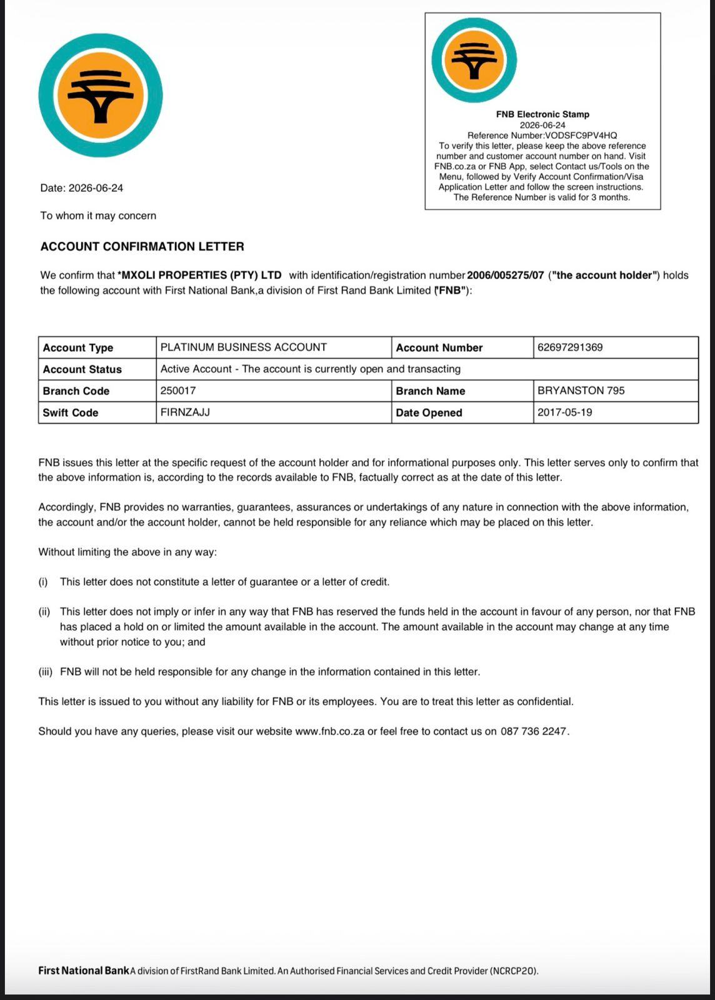 FNB Electronic Stamp
2026-06-24
Reference Number:VODSFC9PV4HQ
To verify this letter, please keep the above reference
number and customer account number on hand. Visit
FNB.co.za or FNB App, select Contact us/Tools on the
Menu, followed by Verify Account Confirmation/Visa
Application Letter and follow the screen instructions.
The Reference Number is valid for 3 months.
Date: 2026-06-24
To whom it may concern
ACCOUNT CONFIRMATION LETTER
We confirm that *MXOLI PROPERTIES (PTY) LTD with identification/registration number 2006/005275/07 ("the account holder") holds
the following account with First National Bank,a division of First Rand Bank Limited ("FNB"):
Account Type PLATINUM BUSINESS ACCOUNT Account Number 62697291369
Account Status Active Account - The account is currently open and transacting
Branch Code 250017 Branch Name BRYANSTON 795
Swift Code FIRNZAJJ Date Opened 2017-05-19
FNB issues this letter at the specific request of the account holder and for informational purposes only. This letter serves only to confirm that
the above information is, according to the records available to FNB, factually correct as at the date of this letter.
Accordingly, FNB provides no warranties, guarantees, assurances or undertakings of any nature in connection with the above information,
the account and/or the account holder, cannot be held responsible for any reliance which may be placed on this letter.
Without limiting the above in any way:
(i) This letter does not constitute a letter of guarantee or a letter of credit.
(ii) This letter does not imply or infer in any way that FNB has reserved the funds held in the account in favour of any person, nor that FNB
has placed a hold on or limited the amount available in the account. The amount available in the account may change at any time
without prior notice to you; and
(iii) FNB will not be held responsible for any change in the information contained in this letter.
This letter is issued to you without any liability for FNB or its employees. You are to treat this letter as confidential.
Should you have any queries, please visit our website www.fnb.co.za or feel free to contact us on 087 736 2247.
First National Bank A division of FirstRand Bank Limited. An Authorised Financial Services and Credit Provider (NCRCP20).